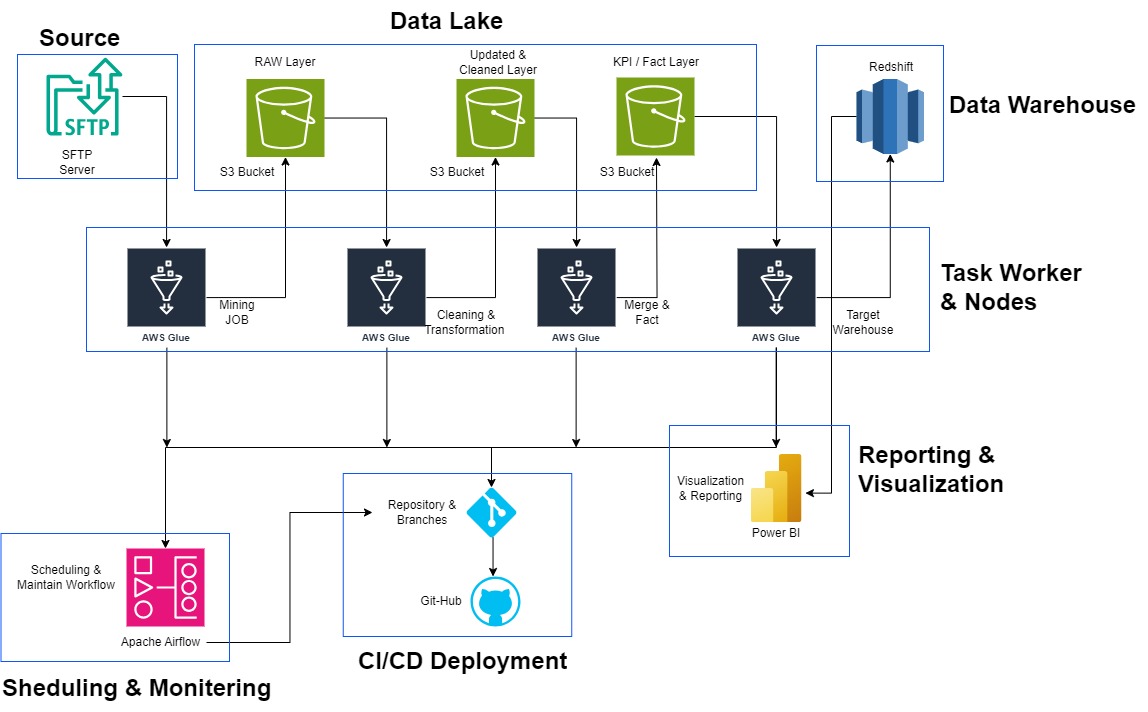 Data Lake
Source
RAW Layer
Updated &
Cleaned Layer
KPI / Fact Layer
Redshift
Data Warehouse
SFTP
SFTP
Server
S3 Bucket
S3 Bucket
S3 Bucket
Task Worker
& Nodes
Mining
JOB
Cleaning &
Transformation
Merge &
Fact
Target
Warehouse
AWS Glue
AWS Glue
AWS Glue
AWS Glue
Reporting &
Visualization
Visualization
& Reporting
Power BI
Repository &
Branches
Git-Hub
CI/CD Deployment
Scheduling &
Maintain Workflow
Apache Airflow
Sheduling & Monitering